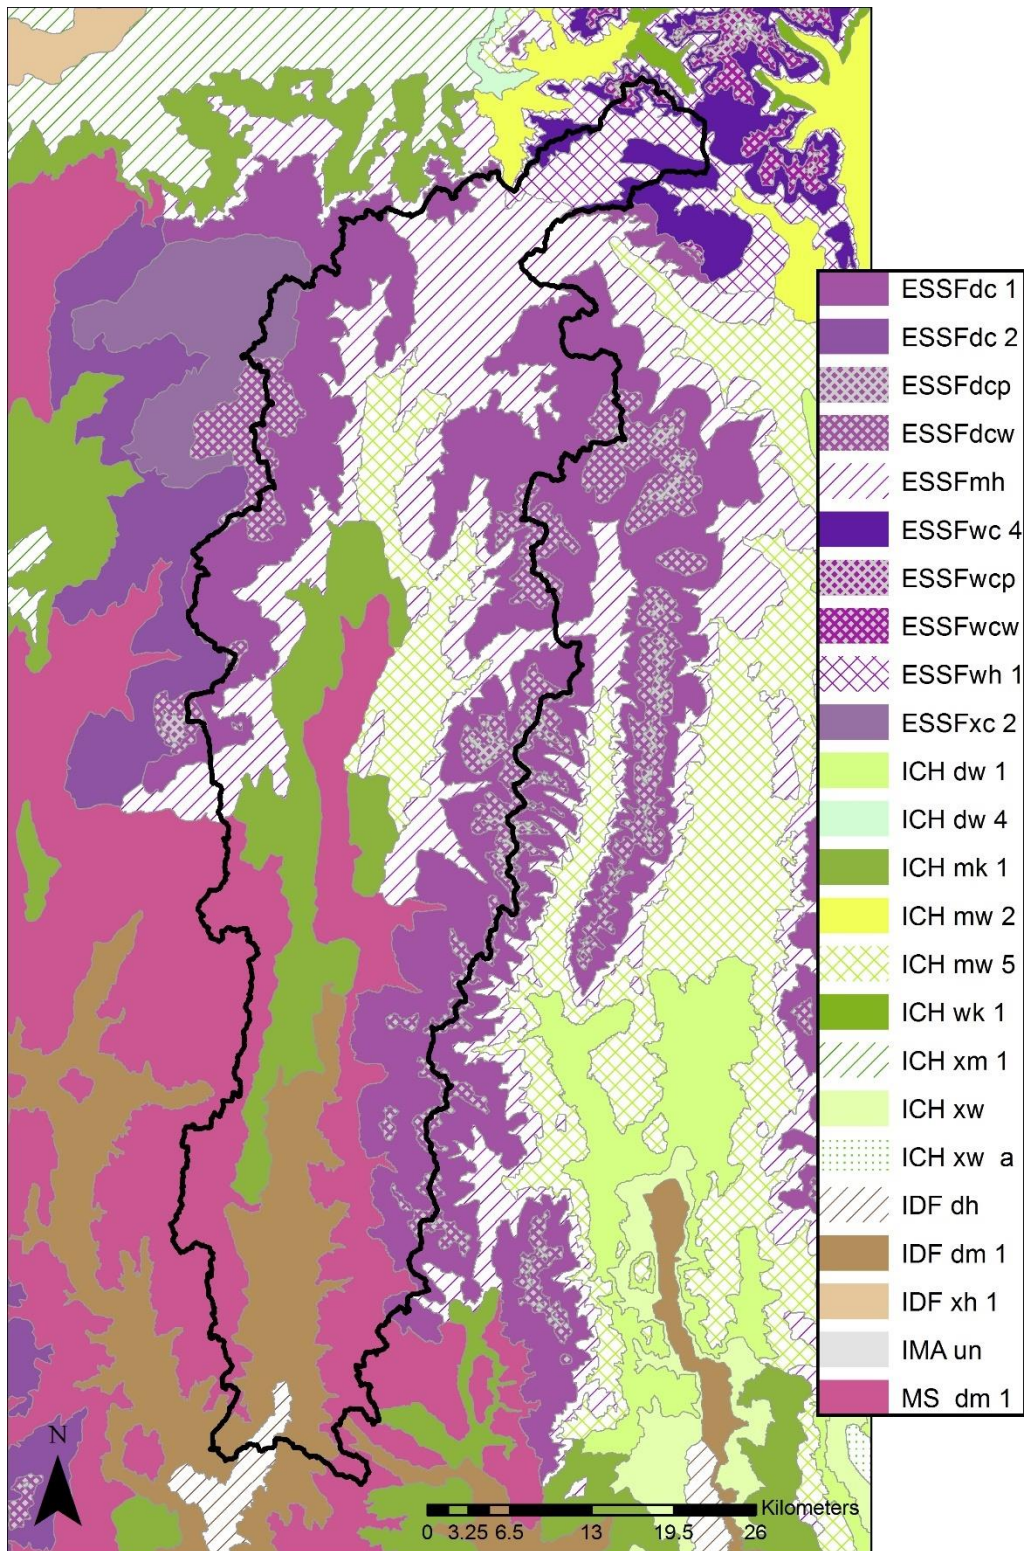 ESSFdc 1
ESSFdc 2
ESSFdcp
ESSFdcw
ESSFmh
ESSFwc 4
ESSFwcp
ESSFwcw
ESSFwh 1
ESSFxc 2
ICH dw 1
ICH dw 4
ICH mk 1
ICH mw 2
ICH mw 5
ICH wk 1
ICH xm 1
ICH xw
ICH xw a
IDF dh
IDF dm 1
IDF xh 1
IMA un
MS dm 1
N
Kilometers
0 3.25 6.5 13 19.5 26